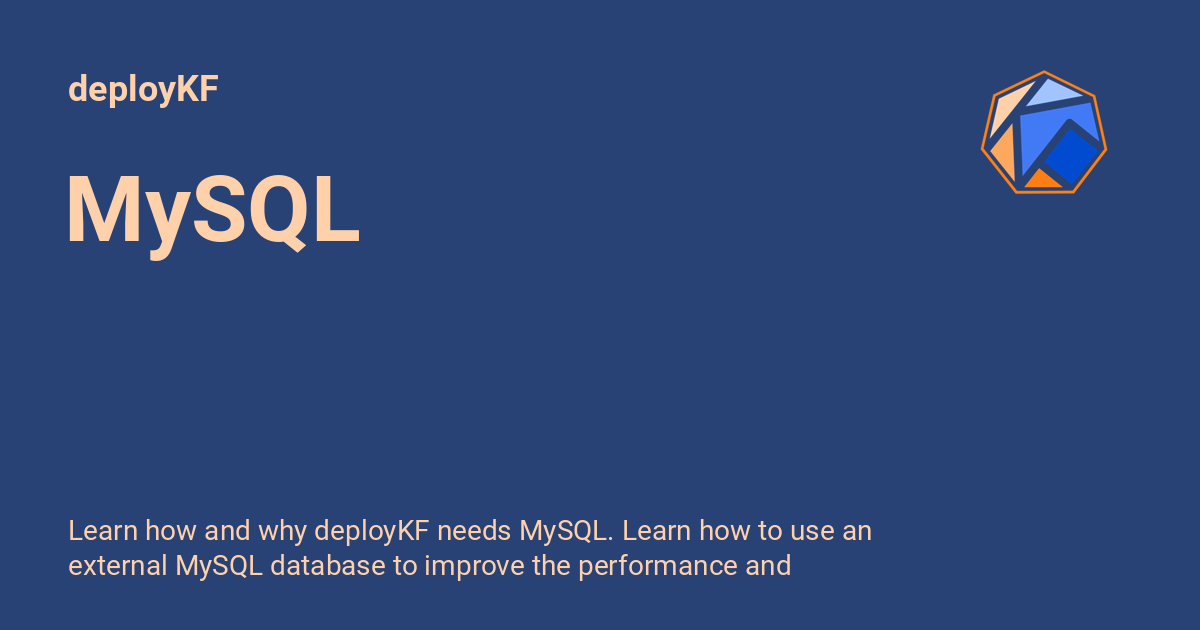 deployKF
MySQL
Learn how and why deployKF needs MySQL. Learn how to use an
external MySQL database to improve the performance and